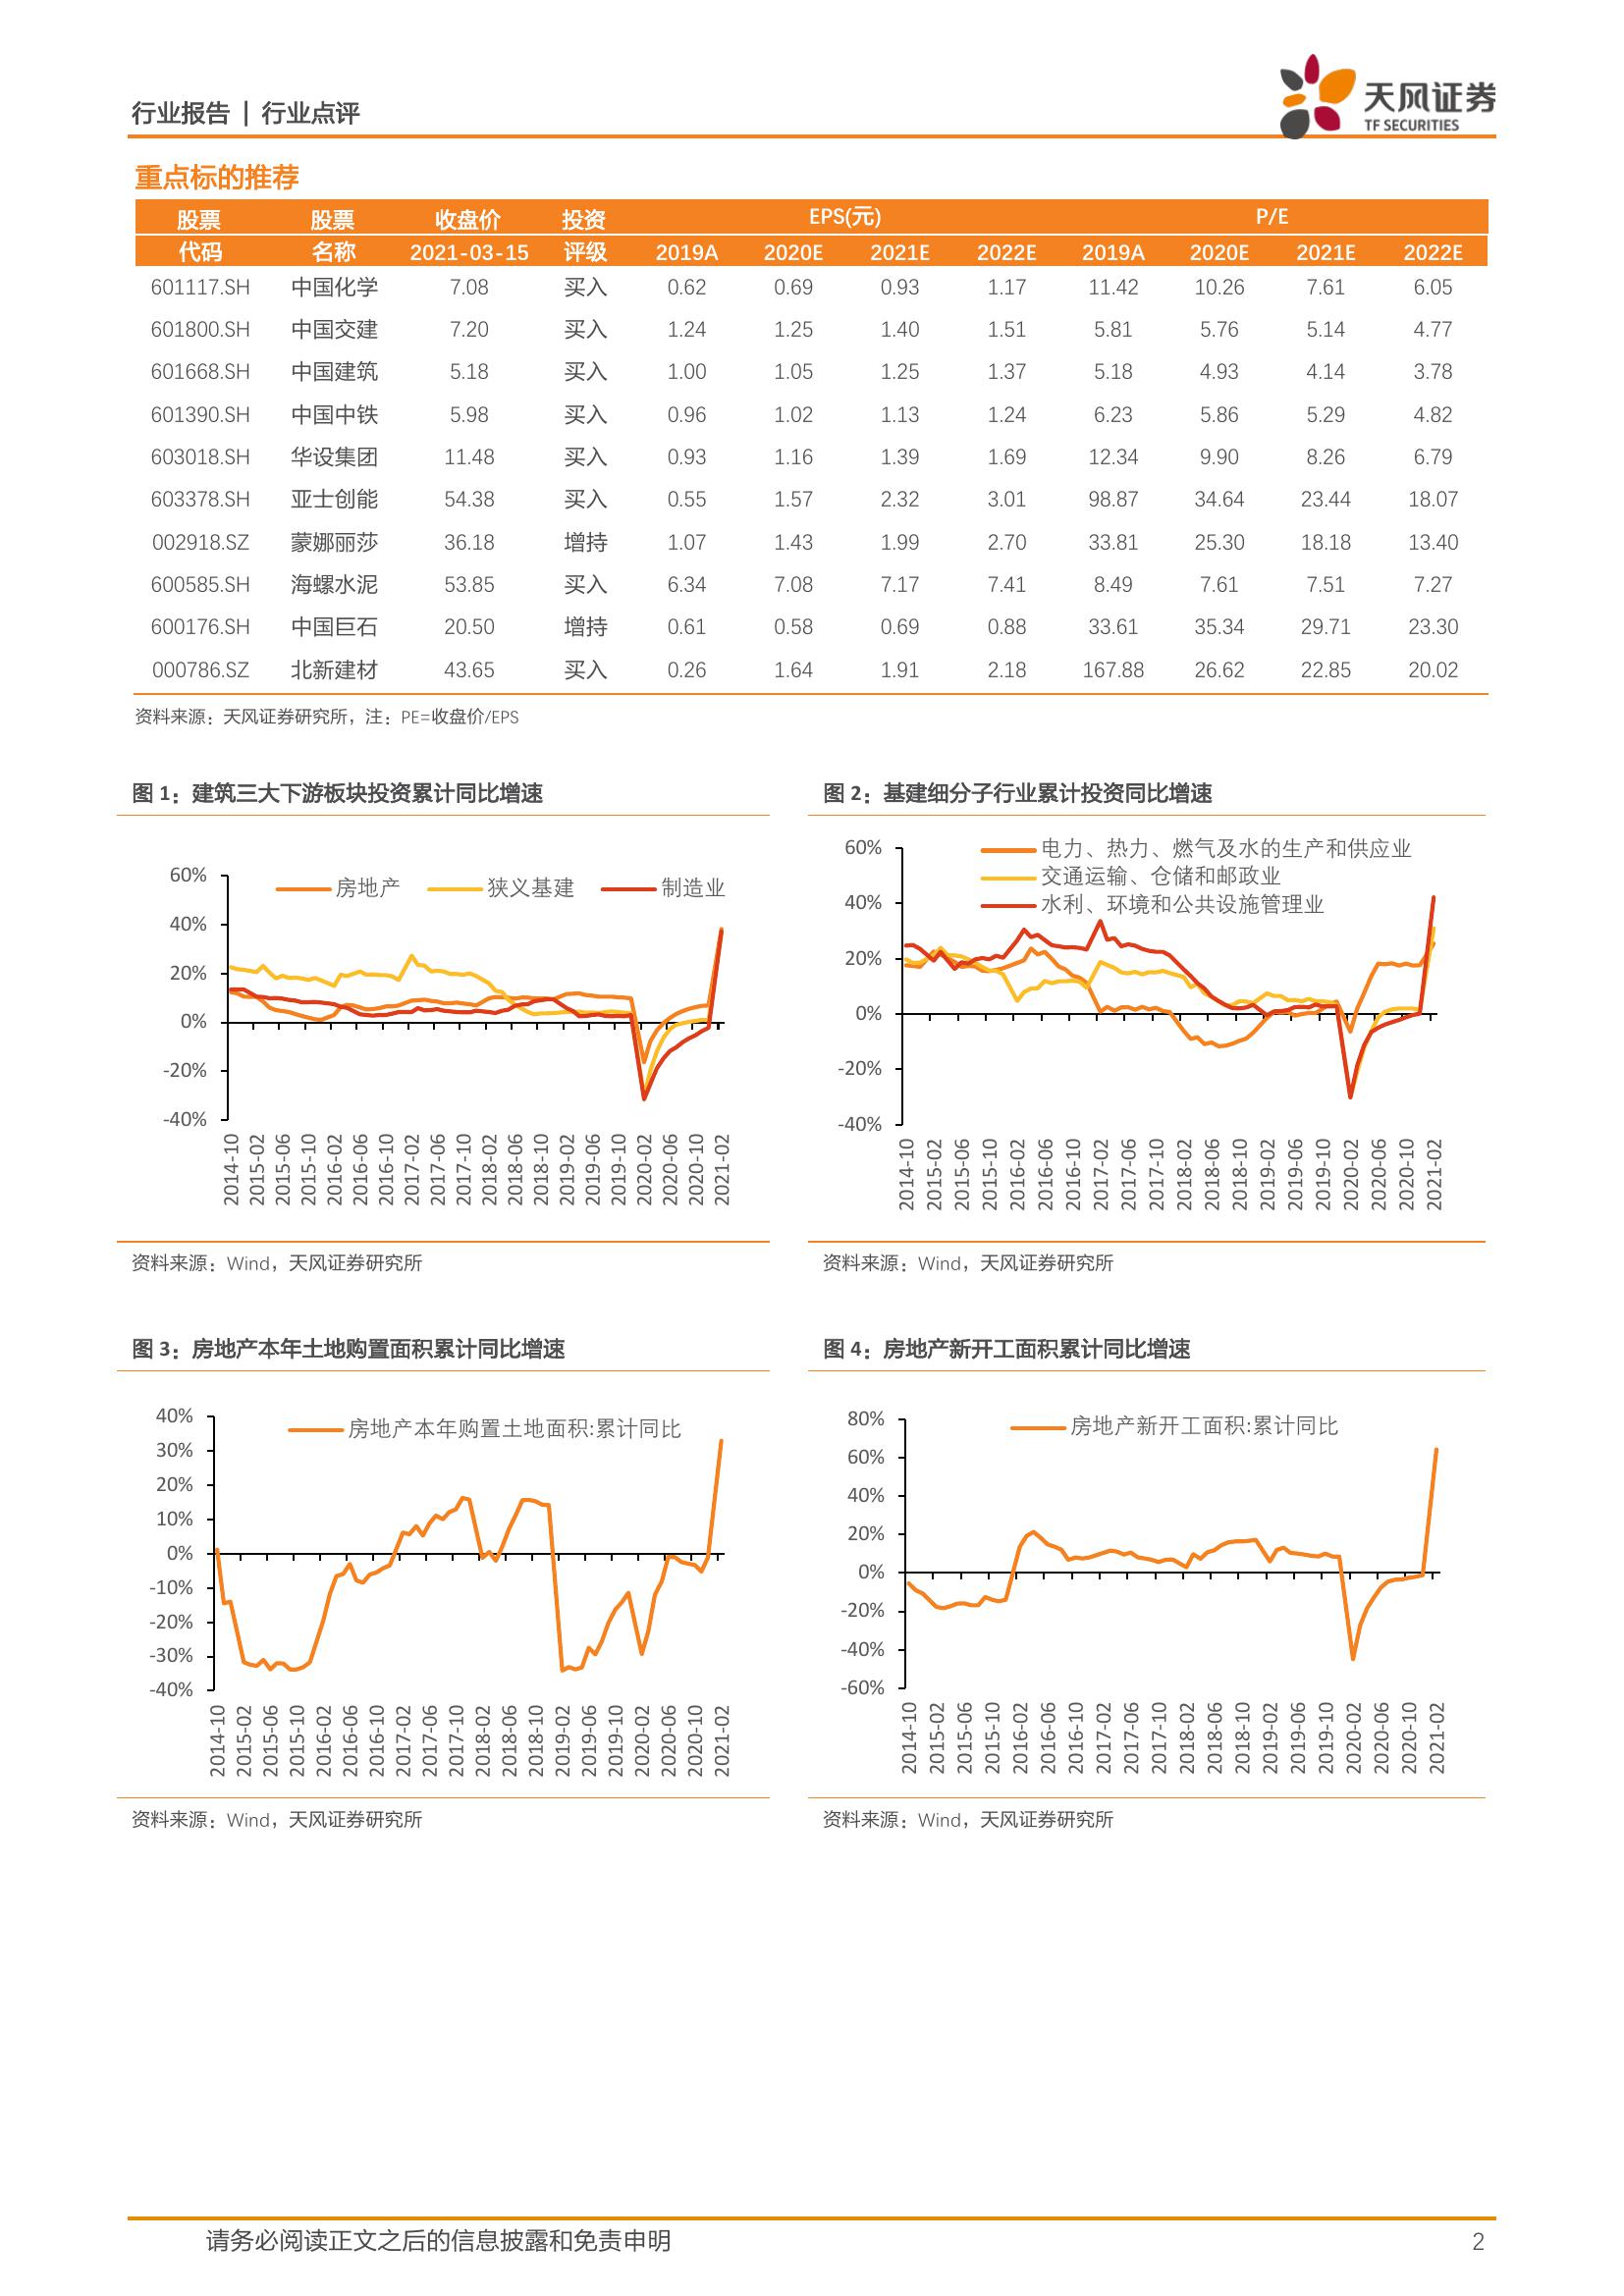 行业报告 | 行业点评
天风证券
TF SECURITIES
重点标的推荐
股票 股票 收盘价 投资 EPS(元) P/E
代码 名称 2021-03-15 评级 2019A 2020E 2021E 2022E 2019A 2020E 2021E 2022E
601117.SH 中国化学 7.08 买入 0.62 0.69 0.93 1.17 11.42 10.26 7.61 6.05
601800.SH 中国交建 7.20 买入 1.24 1.25 1.40 1.51 5.81 5.76 5.14 4.77
601668.SH 中国建筑 5.18 买入 1.00 1.05 1.25 1.37 5.18 4.93 4.14 3.78
601390.SH 中国中铁 5.98 买入 0.96 1.02 1.13 1.24 6.23 5.86 5.29 4.82
603018.SH 华设集团 11.48 买入 0.93 1.16 1.39 1.69 12.34 9.90 8.26 6.79
603378.SH 亚士创能 54.38 买入 0.55 1.57 2.32 3.01 98.87 34.64 23.44 18.07
002918.SZ 蒙娜丽莎 36.18 增持 1.07 1.43 1.99 2.70 33.81 25.30 18.18 13.40
600585.SH 海螺水泥 53.85 买入 6.34 7.08 7.17 7.41 8.49 7.61 7.51 7.27
600176.SH 中国巨石 20.50 增持 0.61 0.58 0.69 0.88 33.61 35.34 29.71 23.30
000786.SZ 北新建材 43.65 买入 0.26 1.64 1.91 2.18 167.88 26.62 22.85 20.02
资料来源：天风证券研究所，注：PE=收盘价/EPS
图 1：建筑三大下游板块投资累计同比增速
房地产 狭义基建 制造业
60%
40%
20%
0%
-20%
-40%
2014-10 2015-02 2015-06 2015-10 2016-02 2016-06 2016-10 2017-02 2017-06 2017-10 2018-02 2018-06 2018-10 2019-02 2019-06 2019-10 2020-02 2020-06 2020-10 2021-02
资料来源：Wind，天风证券研究所
图 2：基建细分子行业累计投资同比增速
电力、热力、燃气及水的生产和供应业
交通运输、仓储和邮政业
水利、环境和公共设施管理业
60%
40%
20%
0%
-20%
-40%
2014-10 2015-02 2015-06 2015-10 2016-02 2016-06 2016-10 2017-02 2017-06 2017-10 2018-02 2018-06 2018-10 2019-02 2019-06 2019-10 2020-02 2020-06 2020-10 2021-02
资料来源：Wind，天风证券研究所
图 3：房地产本年土地购置面积累计同比增速
房地产本年购置土地面积:累计同比
40%
30%
20%
10%
0%
-10%
-20%
-30%
-40%
2014-10 2015-02 2015-06 2015-10 2016-02 2016-06 2016-10 2017-02 2017-06 2017-10 2018-02 2018-06 2018-10 2019-02 2019-06 2019-10 2020-02 2020-06 2020-10 2021-02
资料来源：Wind，天风证券研究所
图 4：房地产新开工面积累计同比增速
房地产新开工面积:累计同比
80%
60%
40%
20%
0%
-20%
-40%
-60%
2014-10 2015-02 2015-06 2015-10 2016-02 2016-06 2016-10 2017-02 2017-06 2017-10 2018-02 2018-06 2018-10 2019-02 2019-06 2019-10 2020-02 2020-06 2020-10 2021-02
资料来源：Wind，天风证券研究所
请务必阅读正文之后的信息披露和免责申明 2